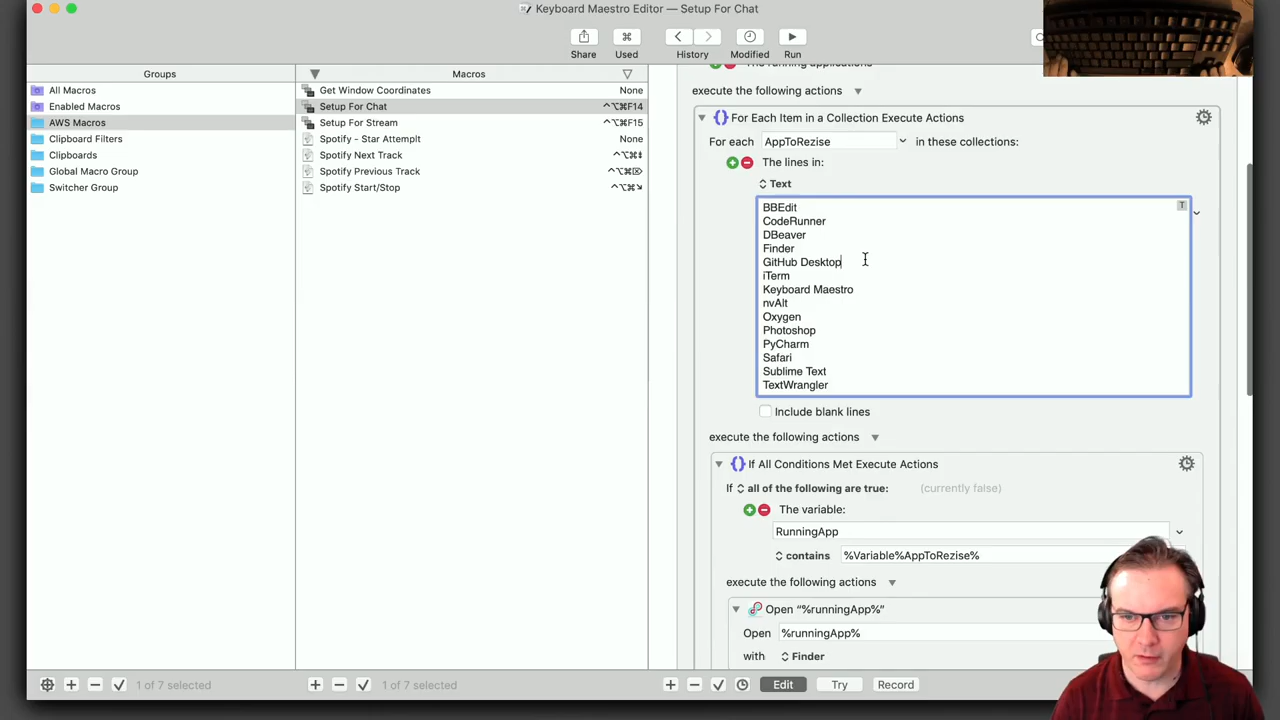 Keyboard Maestro Editor — Setup For Chat
Share
Used
History
Modified
Run
Groups
Macros
All Macros
Enabled Macros
AWS Macros
Clipboard Filters
Clipboards
Global Macro Group
Switcher Group
Get Window Coordinates None
Setup For Chat ^⌥⌘F14
Setup For Stream ^⌥⌘F15
Spotify - Star Attemplt None
Spotify Next Track
Spotify Previous Track
Spotify Start/Stop
The running applications
execute the following actions
For Each Item in a Collection Execute Actions
For each AppToRezise in these collections:
The lines in:
Text
T
BBEdit
CodeRunner
DBeaver
Finder
GitHub Desktop
iTerm
Keyboard Maestro
nvAlt
Oxygen
Photoshop
PyCharm
Safari
Sublime Text
TextWrangler
Include blank lines
execute the following actions
If All Conditions Met Execute Actions
If all of the following are true: (currently false)
The variable:
RunningApp
contains %Variable%AppToRezise%
execute the following actions
Open “%runningApp%”
Open %runningApp%
with Finder
1 of 7 selected
1 of 7 selected
Edit
Try
Record